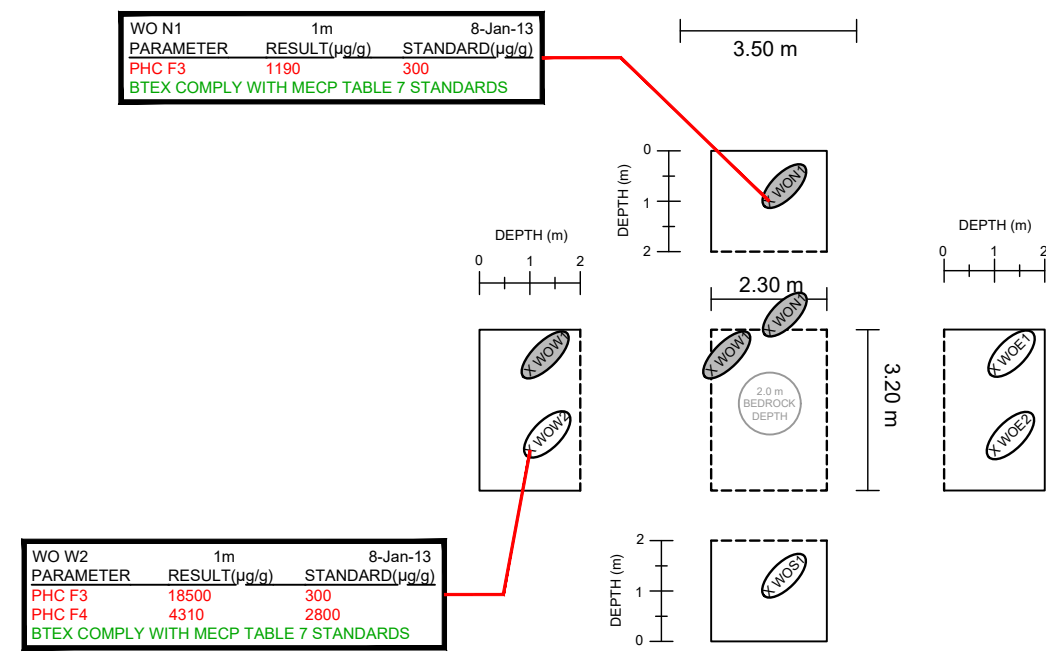 WO N1 1m 8-Jan-13
PARAMETER RESULT(µg/g) STANDARD(µg/g)
PHC F3 1190 300
BTEX COMPLY WITH MECP TABLE 7 STANDARDS
3.50 m
DEPTH (m)
0
1
2
X WON1
DEPTH (m)
0 1 2
DEPTH (m)
0 1 2
2.30 m
X WON1
X WOW1
X WOW2
X WOW1
2.0 m
BEDROCK
DEPTH
3.20 m
X WOE1
X WOE2
WO W2 1m 8-Jan-13
PARAMETER RESULT(µg/g) STANDARD(µg/g)
PHC F3 18500 300
PHC F4 4310 2800
BTEX COMPLY WITH MECP TABLE 7 STANDARDS
DEPTH (m)
2
1
0
X WOS1